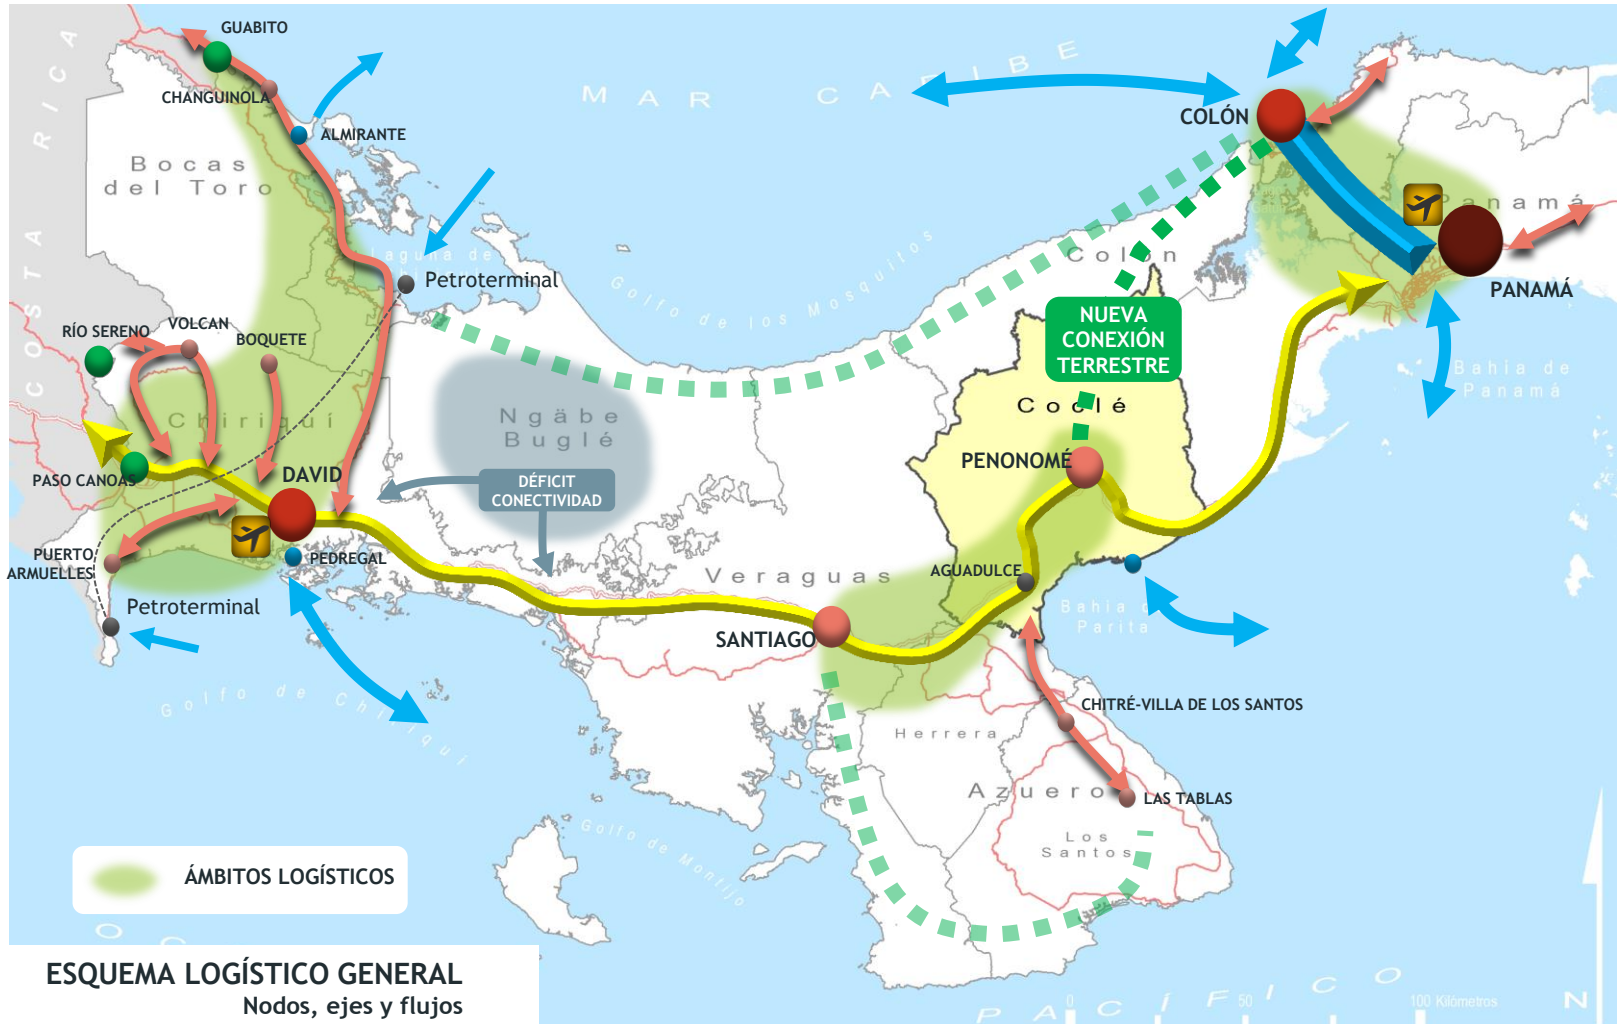 GUABITO
CHANGUINOLA
ALMIRANTE
COSTA RICA
MAR CARIBE
COLÓN
Bocas
del Toro
Panamá
Laguna de
Petroterminal
Golfo de los Mosquitos
Colón
PANAMÁ
RÍO SERENO
VOLCAN
BOQUETE
NUEVA
CONEXIÓN
TERRESTRE
Bahia de
Panamá
Chiriquí
Ngäbe
Buglé
Coclé
PASO CANOAS
DAVID
DÉFICIT
CONECTIVIDAD
PENONOMÉ
PUERTO
ARMUELLES
PEDREGAL
Veraguas
AGUADULCE
Petroterminal
Bahia de
Parita
SANTIAGO
Golfo de Chiriquí
CHITRÉ-VILLA DE LOS SANTOS
Herrera
Azuero
LAS TABLAS
Golfo de Montijo
Los
Santos
ÁMBITOS LOGÍSTICOS
ESQUEMA LOGÍSTICO GENERAL
Nodos, ejes y flujos
PACÍFICO
0 50 100 Kilómetros
N